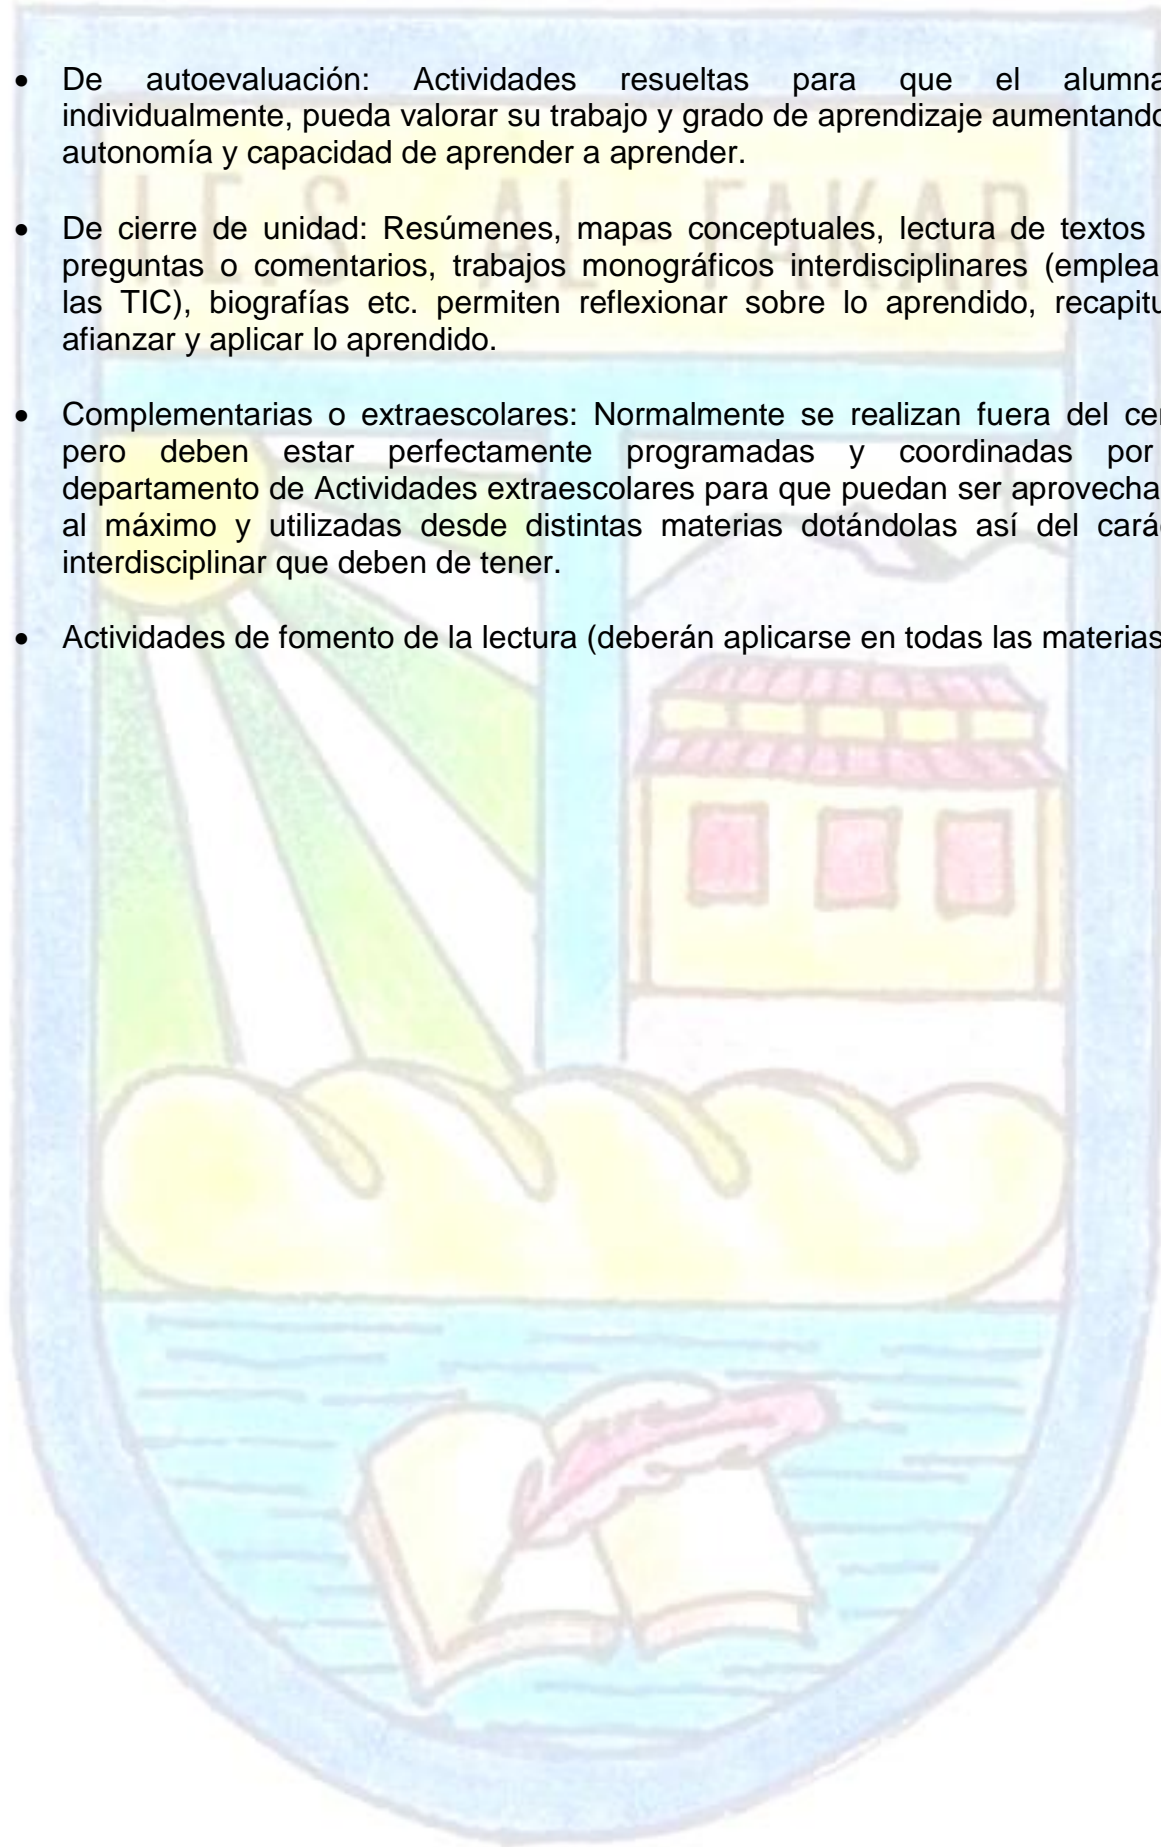 I.E.S AL-FAKAR
• De autoevaluación: Actividades resueltas para que el alumna
individualmente, pueda valorar su trabajo y grado de aprendizaje aumentando
autonomía y capacidad de aprender a aprender.
• De cierre de unidad: Resúmenes, mapas conceptuales, lectura de textos
preguntas o comentarios, trabajos monográficos interdisciplinares (emplea
las TIC), biografías etc. permiten reflexionar sobre lo aprendido, recapitu
afianzar y aplicar lo aprendido.
• Complementarias o extraescolares: Normalmente se realizan fuera del cer
pero deben estar perfectamente programadas y coordinadas por
departamento de Actividades extraescolares para que puedan ser aprovecha
al máximo y utilizadas desde distintas materias dotándolas así del carác
interdisciplinar que deben de tener.
• Actividades de fomento de la lectura (deberán aplicarse en todas las materias